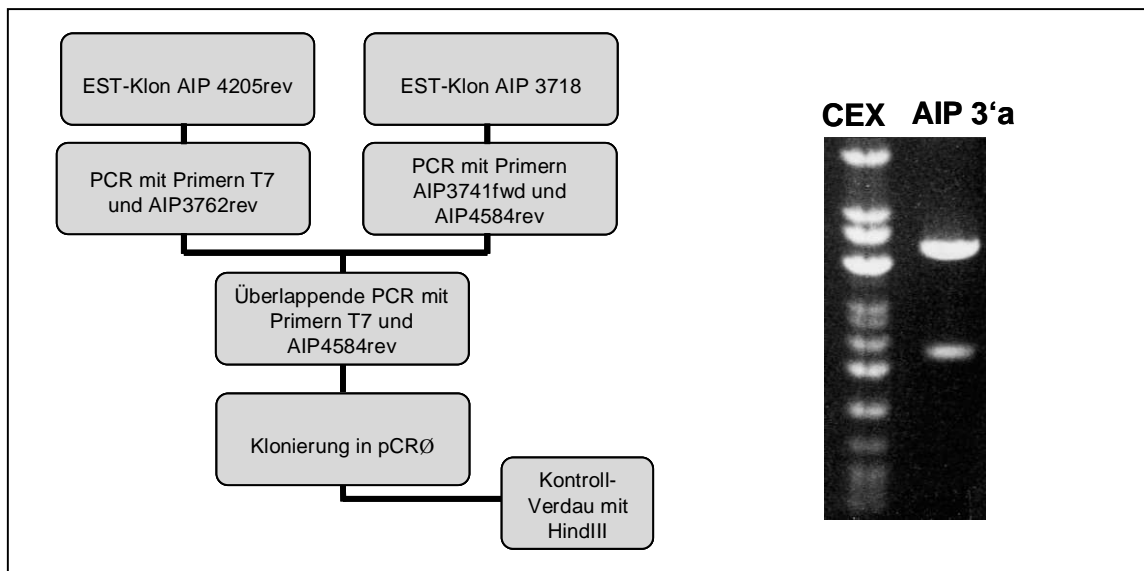 EST-Klon AIP 4205rev
EST-Klon AIP 3718
PCR mit Primern T7
und AIP3762rev
PCR mit Primern
AIP3741fwd und
AIP4584rev
Überlappende PCR mit
Primern T7 und
AIP4584rev
Klonierung in pCRØ
Kontroll-
Verdau mit
HindIII
CEX AIP 3‘a